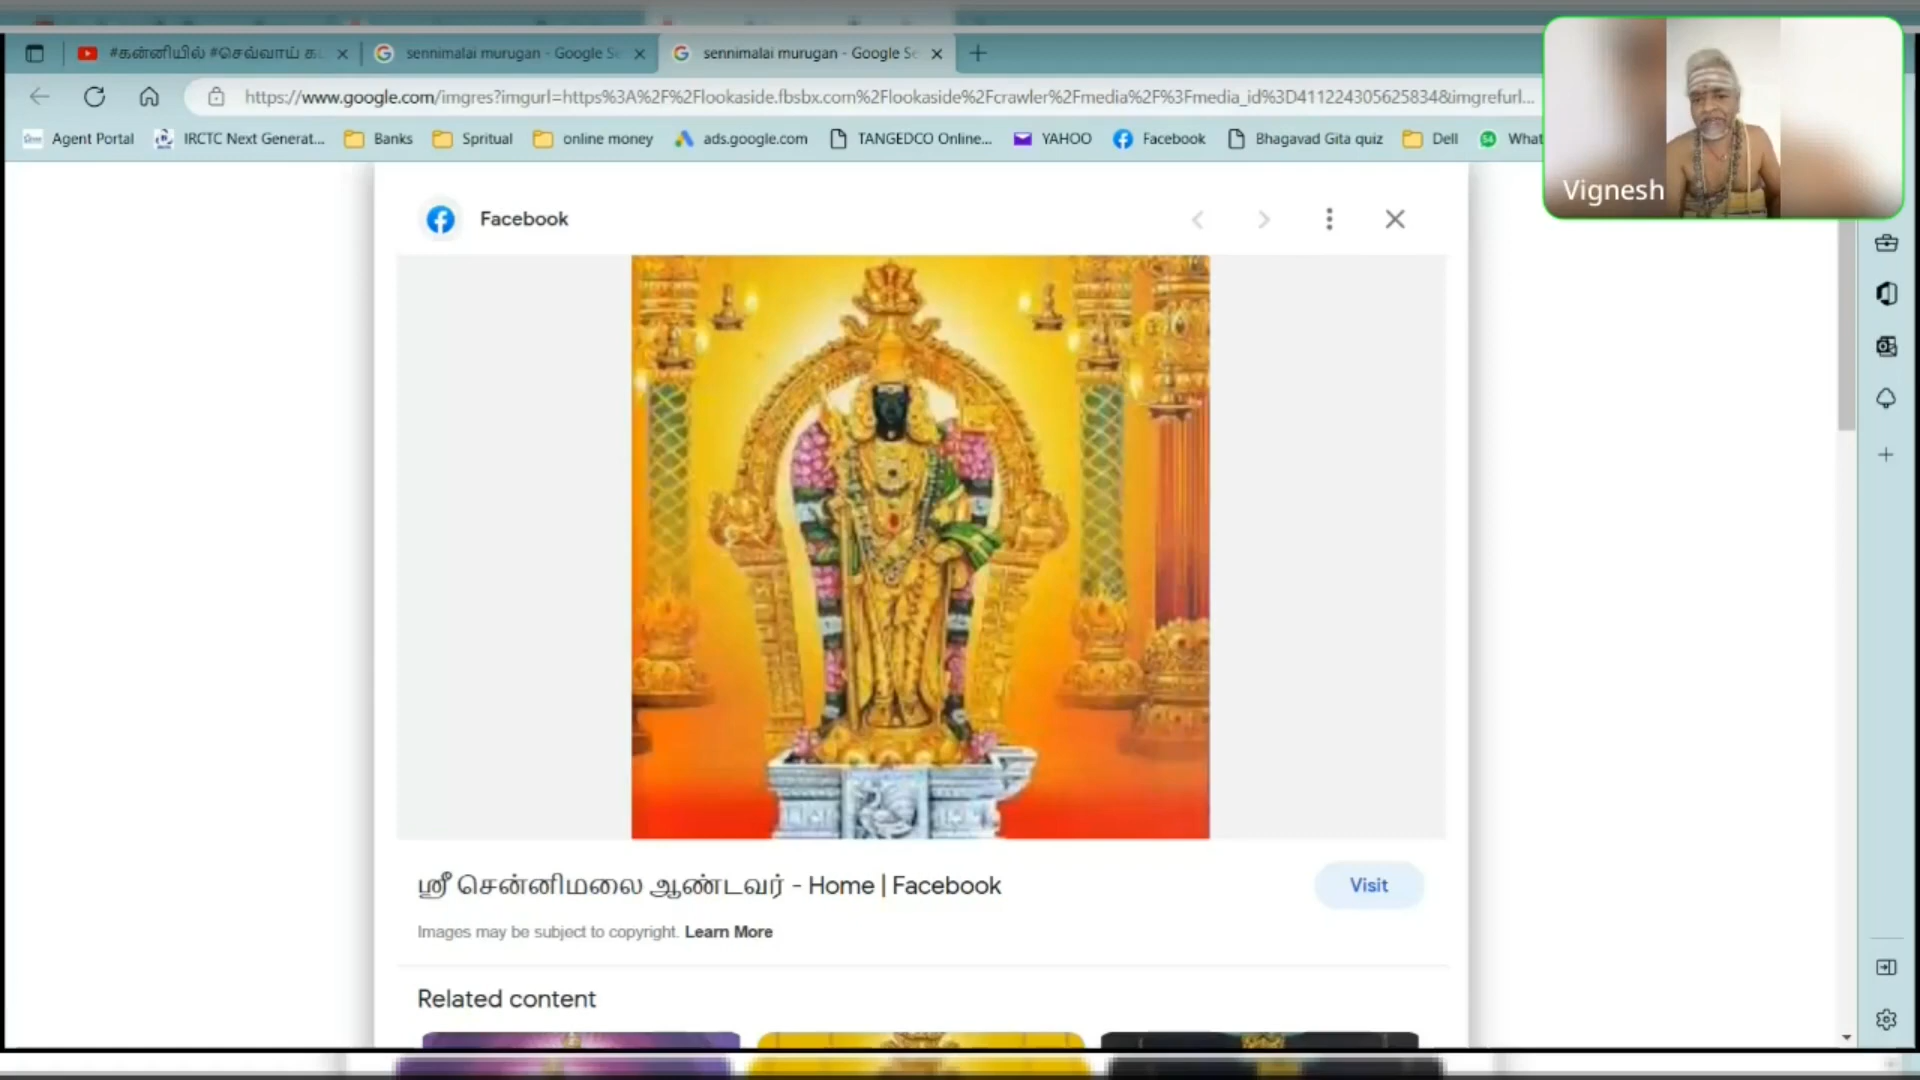 #கன்னியில் #செவ்வாய் க
sennimalai murugan - Google Se
sennimalai murugan - Google Se
https://www.google.com/imgres?imgurl=https%3A%2F%2Flookaside.fbsbx.com%2Flookaside%2Fcrawler%2Fmedia%2F%3Fmedia_id%3D411224305625834&imgrefurl...
Agent Portal
IRCTC Next Generat...
Banks
Spritual
online money
ads.google.com
TANGEDCO Online...
YAHOO
Facebook
Bhagavad Gita quiz
Dell
What
Vignesh
Facebook
ஸ்ரீ சென்னிமலை ஆண்டவர் - Home | Facebook
Visit
Images may be subject to copyright. Learn More
Related content